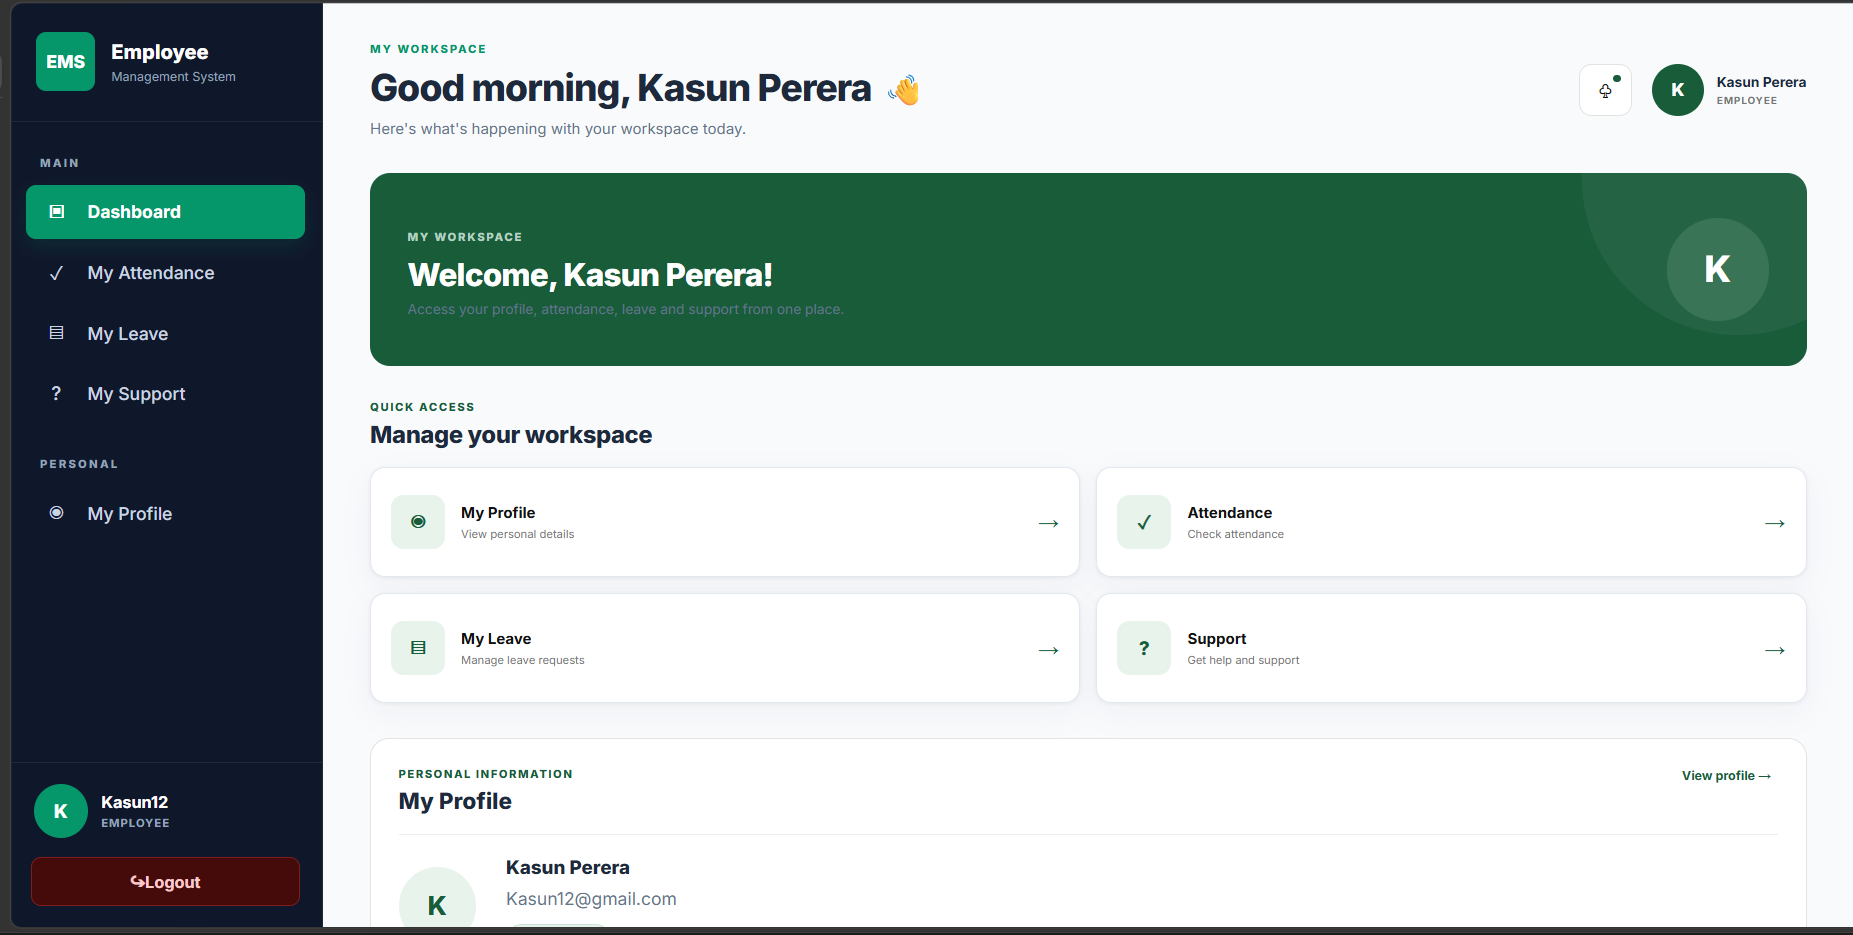 EMS
Employee
Management System
MAIN
Dashboard
My Attendance
My Leave
? My Support
PERSONAL
My Profile
K
Kasun12
EMPLOYEE
Logout
MY WORKSPACE
Good morning, Kasun Perera 👋
Here's what's happening with your workspace today.
K
Kasun Perera
EMPLOYEE
MY WORKSPACE
Welcome, Kasun Perera!
Access your profile, attendance, leave and support from one place.
K
QUICK ACCESS
Manage your workspace
My Profile
View personal details
→
✓
Attendance
Check attendance
→
My Leave
Manage leave requests
→
?
Support
Get help and support
→
PERSONAL INFORMATION
My Profile
View profile →
K
Kasun Perera
Kasun12@gmail.com